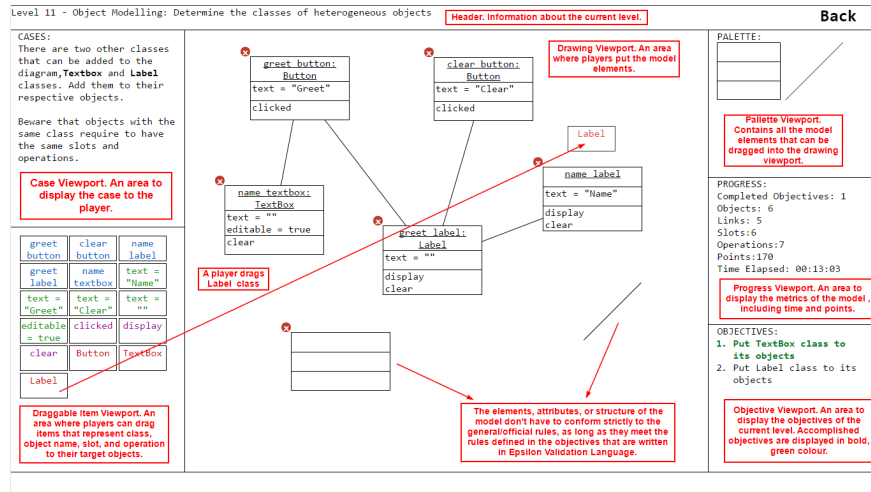 Level 11 - Object Modelling: Determine the classes of heterogeneous objects
Header. Information about the current level.
Back
CASES:
There are two other classes
that can be added to the
diagram,Textbox and Label
classes. Add them to their
respective objects.
Beware that objects with the
same class require to have
the same slots and
operations.
Case Viewport. An area to
display the case to the
player.
greet
button
clear
button
name
label
greet
label
name
textbox
text =
"Name"
text =
"Greet"
text =
"Clear"
text =
""
editable
= true
clicked
display
clear
Button
TextBox
Label
Draggable Item Viewport. An
area where players can drag
items that represent class,
object name, slot, and operation
to their target objects.
x
greet button:
Button
text = "Greet"
clicked
x
clear button:
Button
text = "Clear"
clicked
Drawing Viewport. An area
where players put the model
elements.
Label
x
name label
text = "Name"
display
clear
x
name textbox:
TextBox
text = ""
editable = true
clear
x
greet label:
Label
text = ""
display
clear
A player drags
Label class
x
The elements, attributes, or structure of the
model don't have to conform strictly to the
general/official rules, as long as they meet the
rules defined in the objectives that are written
in Epsilon Validation Language.
PALETTE:
Pallette Viewport.
Contains all the model
elements that can be
dragged into the drawing
viewport.
PROGRESS:
Completed Objectives: 1
Objects: 6
Links: 5
Slots:6
Operations:7
Points:170
Time Elapsed: 00:13:03
Progress Viewport. An area to
display the metrics of the model ,
including time and points.
OBJECTIVES:
1. Put TextBox class to
its objects
2. Put Label class to its
objects
Objective Viewport. An area to
display the objectives of the
current level. Accomplished
objectives are displayed in bold,
green colour.